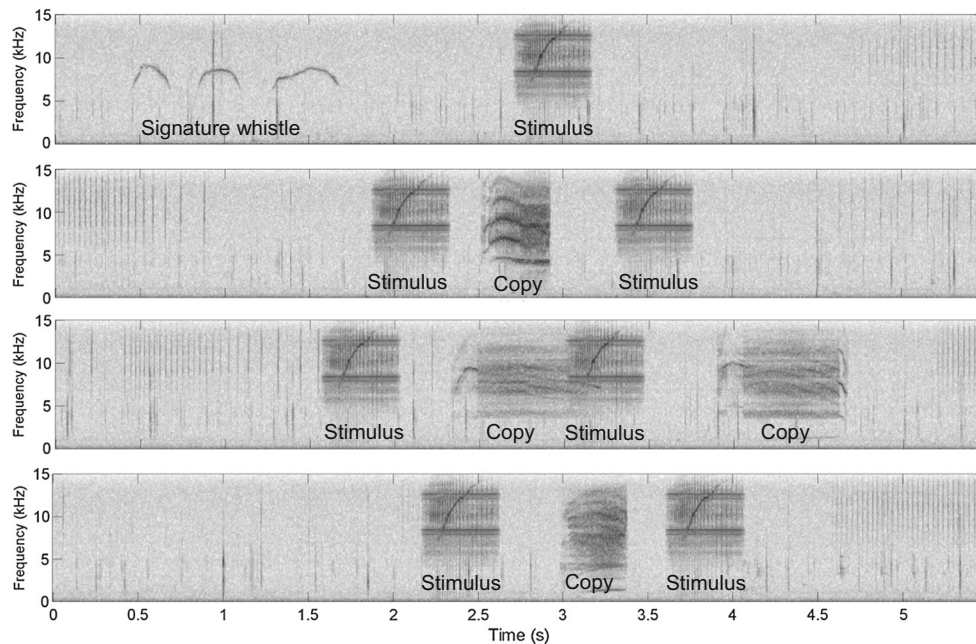 Frequency (kHz)
15
10
5
0
Signature whistle
Stimulus
Frequency (kHz)
15
10
5
0
Stimulus
Copy
Stimulus
Frequency (kHz)
15
10
5
0
Stimulus
Copy
Stimulus
Copy
Frequency (kHz)
15
10
5
0
Stimulus
Copy
Stimulus
0 0.5 1 1.5 2 2.5 3 3.5 4 4.5 5
Time (s)